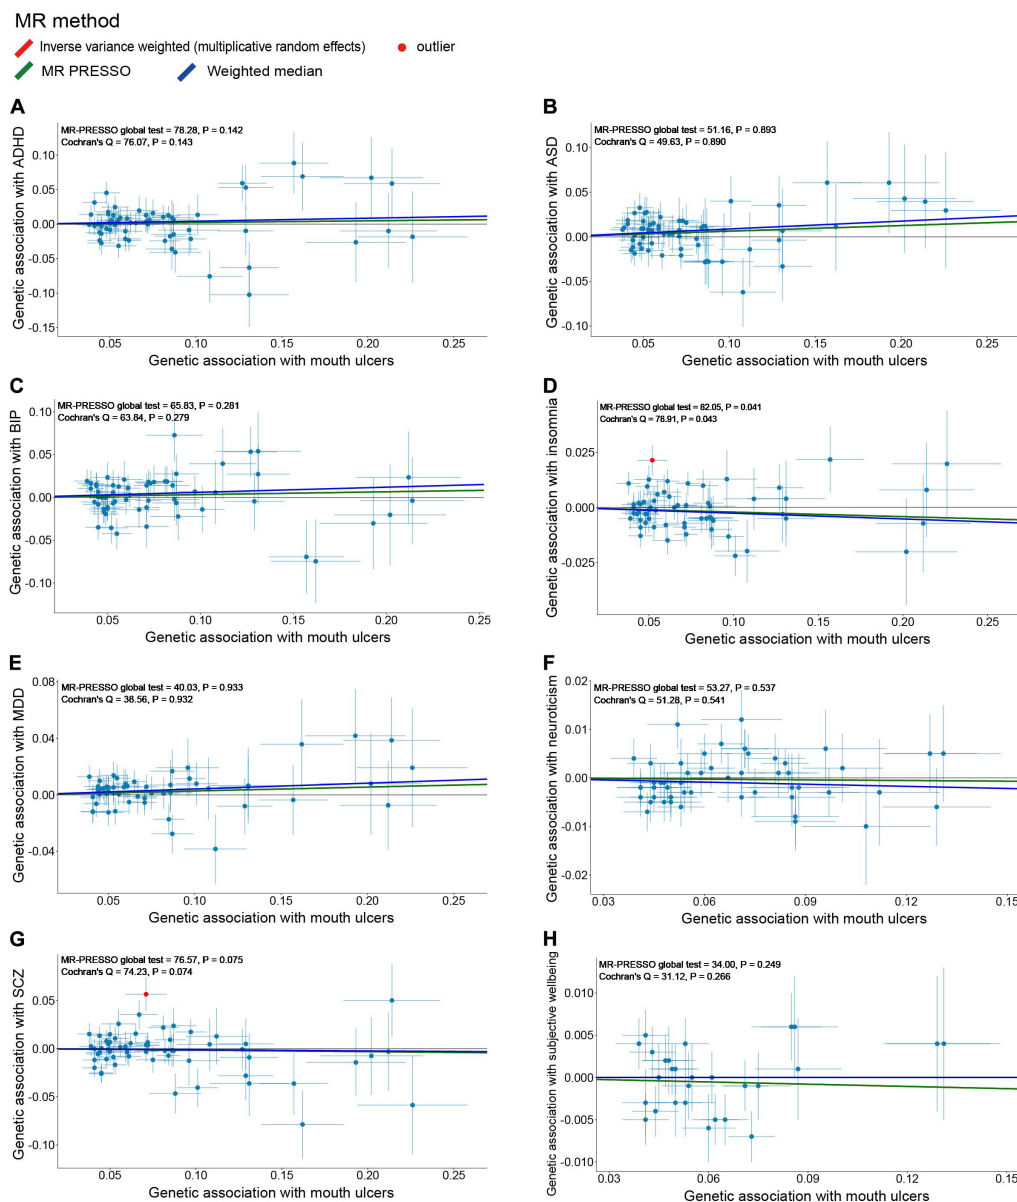 MR method
Inverse variance weighted (multiplicative random effects)
outlier
MR PRESSO
Weighted median
A
MR-PRESSO global test = 78.28, P = 0.142
Cochran's Q = 76.07, P = 0.143
Genetic association with ADHD
0.10
0.05
0.00
-0.05
-0.10
-0.15
0.05 0.10 0.15 0.20 0.25
Genetic association with mouth ulcers
B
MR-PRESSO global test = 51.16, P = 0.893
Cochran's Q = 49.63, P = 0.890
Genetic association with ASD
0.10
0.05
0.00
-0.05
-0.10
0.05 0.10 0.15 0.20 0.25
Genetic association with mouth ulcers
C
MR-PRESSO global test = 65.83, P = 0.281
Cochran's Q = 63.84, P = 0.279
Genetic association with BIP
0.10
0.05
0.00
-0.05
-0.10
0.05 0.10 0.15 0.20 0.25
Genetic association with mouth ulcers
D
MR-PRESSO global test = 82.05, P = 0.041
Cochran's Q = 78.91, P = 0.043
Genetic association with insomnia
0.025
0.000
-0.025
0.05 0.10 0.15 0.20 0.25
Genetic association with mouth ulcers
E
MR-PRESSO global test = 40.03, P = 0.933
Cochran's Q = 38.56, P = 0.932
Genetic association with MDD
0.08
0.04
0.00
-0.04
0.05 0.10 0.15 0.20 0.25
Genetic association with mouth ulcers
F
MR-PRESSO global test = 53.27, P = 0.537
Cochran's Q = 51.28, P = 0.541
Genetic association with neuroticism
0.02
0.01
0.00
-0.01
-0.02
0.03 0.06 0.09 0.12 0.15
Genetic association with mouth ulcers
G
MR-PRESSO global test = 76.57, P = 0.075
Cochran's Q = 74.23, P = 0.074
Genetic association with SCZ
0.05
0.00
-0.05
-0.10
0.05 0.10 0.15 0.20 0.25
Genetic association with mouth ulcers
H
MR-PRESSO global test = 34.00, P = 0.249
Cochran's Q = 31.12, P = 0.266
Genetic association with subjective wellbeing
0.010
0.005
0.000
-0.005
-0.010
0.03 0.06 0.09 0.12 0.15
Genetic association with mouth ulcers